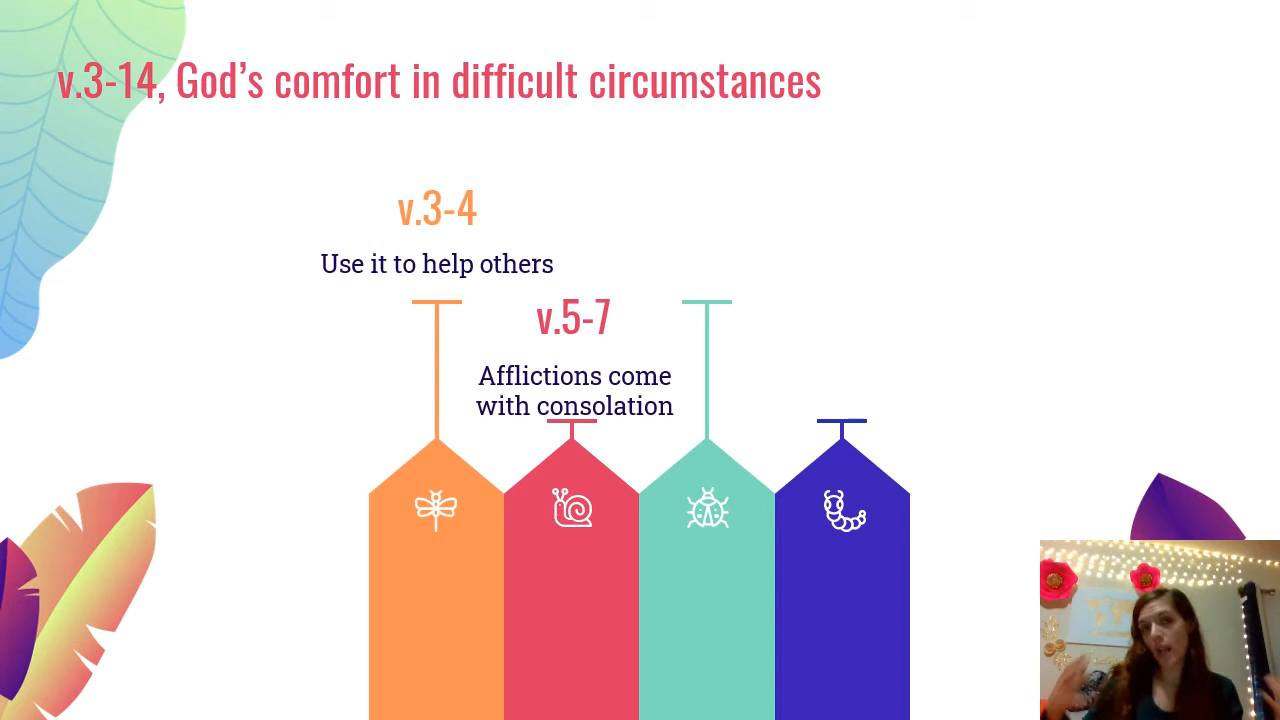 v.3-14, God’s comfort in difficult circumstances
v.3-4
Use it to help others
v.5-7
Afflictions come
with consolation